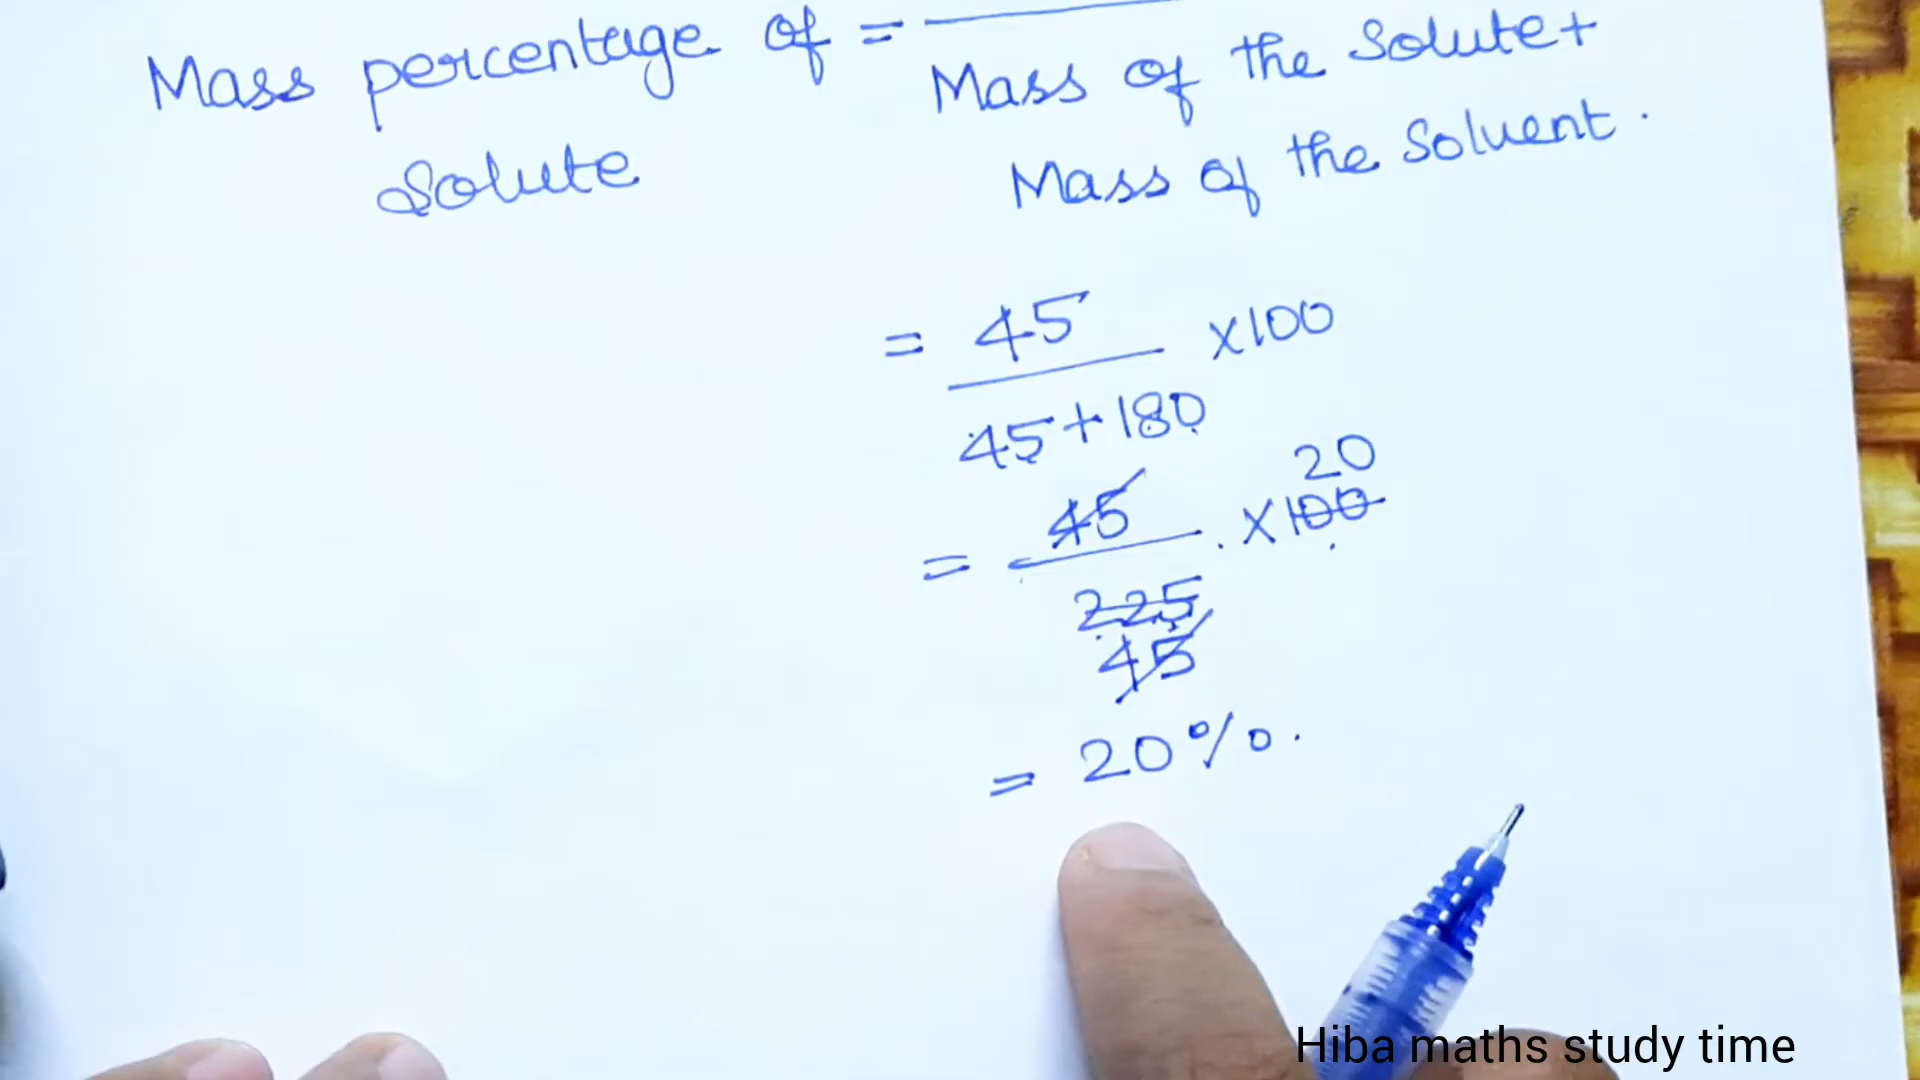 Mass percentage of =
Solute
Mass of the Solute+
Mass of the Solvent.
= 45 ×100
45+180
20
= 45 ×100
225
45
= 20%.
Hiba maths study time